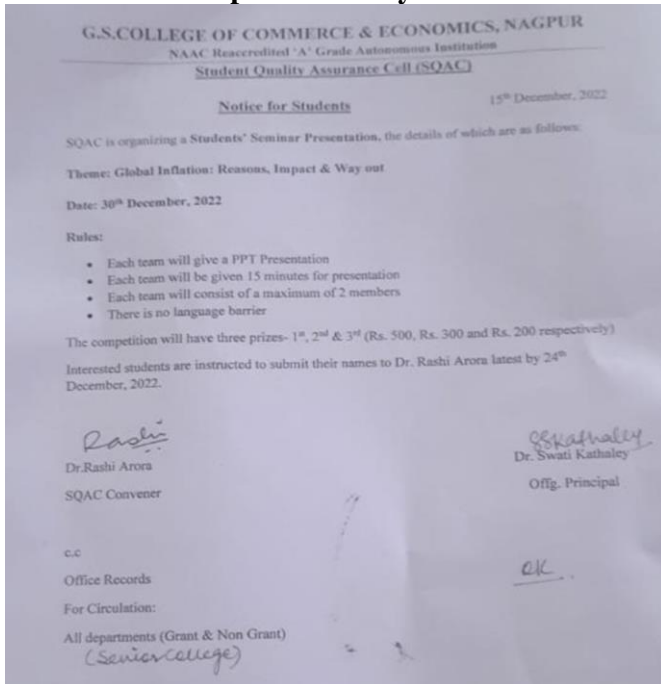 G.S.COLLEGE OF COMMERCE & ECONOMICS, NAGPUR
NAAC Reaccredited 'A' Grade Autonomous Institution
Student Quality Assurance Cell (SQAC)
15th December, 2022
Notice for Students
SQAC is organizing a Students' Seminar Presentation, the details of which are as follows:
Theme: Global Inflation: Reasons, Impact & Way out
Date: 30th December, 2022
Rules:
• Each team will give a PPT Presentation
• Each team will be given 15 minutes for presentation
• Each team will consist of a maximum of 2 members
• There is no language barrier
The competition will have three prizes- 1st, 2nd & 3rd (Rs. 500, Rs. 300 and Rs. 200 respectively)
Interested students are instructed to submit their names to Dr. Rashi Arora latest by 24th
December, 2022.
Rashi
SSKathaley
Dr.Rashi Arora
Dr. Swati Kathaley
SQAC Convener
Offg. Principal
c.c
OK
Office Records
For Circulation:
All departments (Grant & Non Grant)
(Senior College)